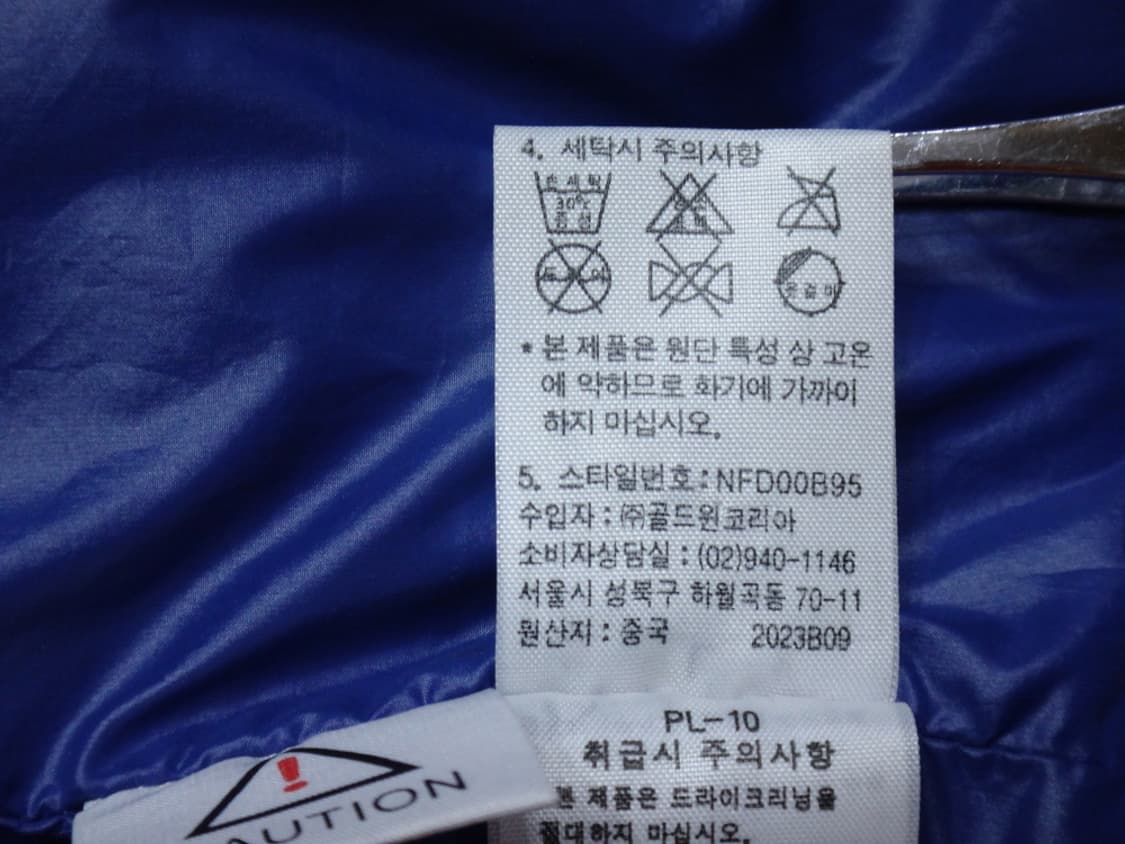 4. 세탁시 주의사항
손세탁
30℃
중성
옷걸이
* 본 제품은 원단 특성 상 고온
에 약하므로 화기에 가까이
하지 마십시오.
5. 스타일번호:NFD00B95
수입자 : ㈜골드윈코리아
소비자상담실 : (02)940-1146
서울시 성북구 하월곡동 70-11
원산지 : 중국 2023B09
PL-10
취급시 주의사항
제품은 드라이크리닝을
절대하지 마십시오.
!
AUTION